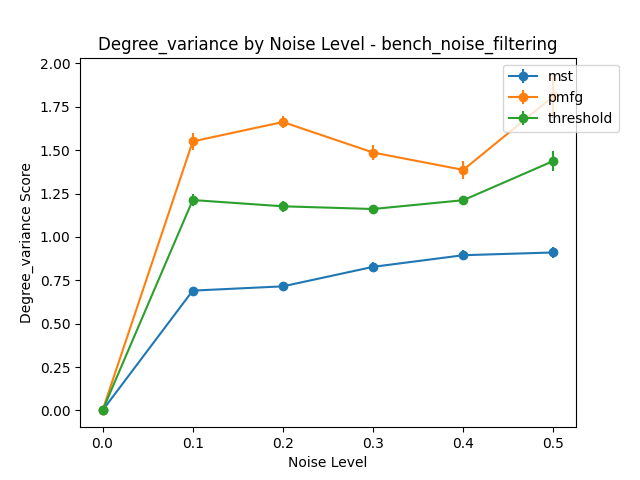 Degree_variance by Noise Level - bench_noise_filtering
mst
pmfg
threshold
Degree_variance Score
2.00
1.75
1.50
1.25
1.00
0.75
0.50
0.25
0.00
0.0 0.1 0.2 0.3 0.4 0.5
Noise Level